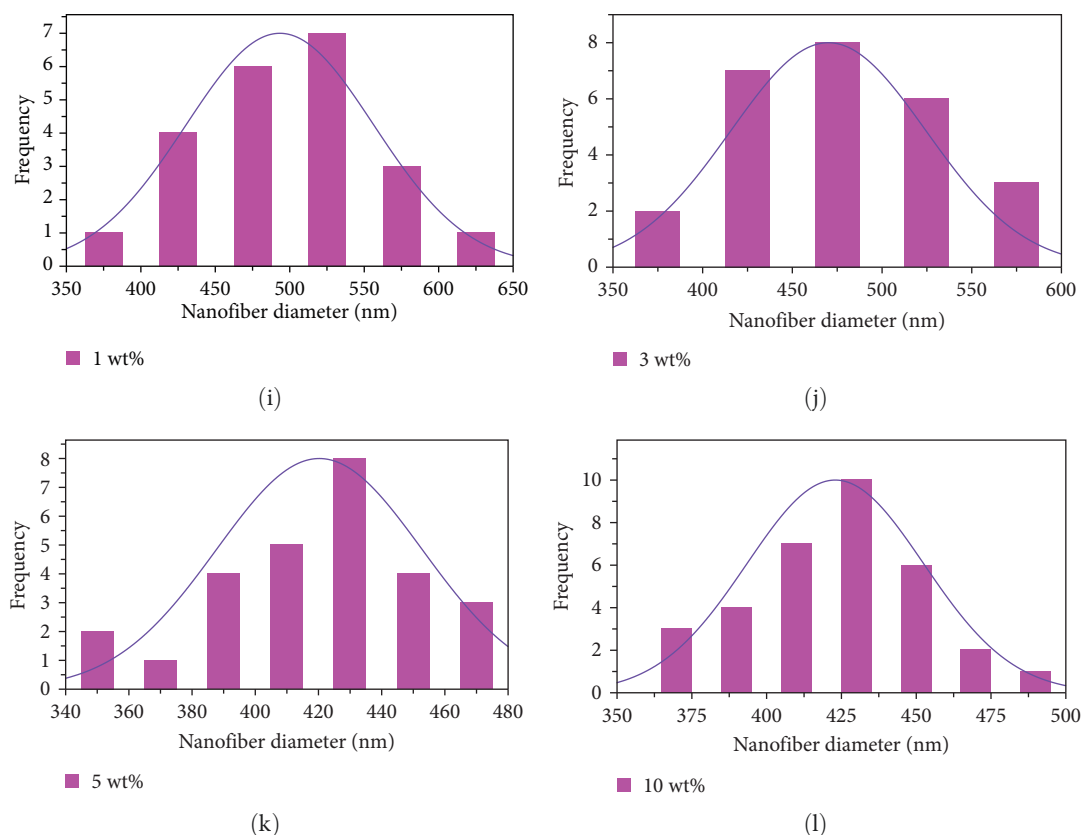 7
6
5
4
3
2
1
0
Frequency
350 400 450 500 550 600 650
Nanofiber diameter (nm)
1 wt%
(i)
8
6
4
2
0
Frequency
350 400 450 500 550 600
Nanofiber diameter (nm)
3 wt%
(j)
8
7
6
5
4
3
2
1
0
Frequency
340 360 380 400 420 440 460 480
Nanofiber diameter (nm)
5 wt%
(k)
10
8
6
4
2
0
Frequency
350 375 400 425 450 475 500
Nanofiber diameter (nm)
10 wt%
(l)